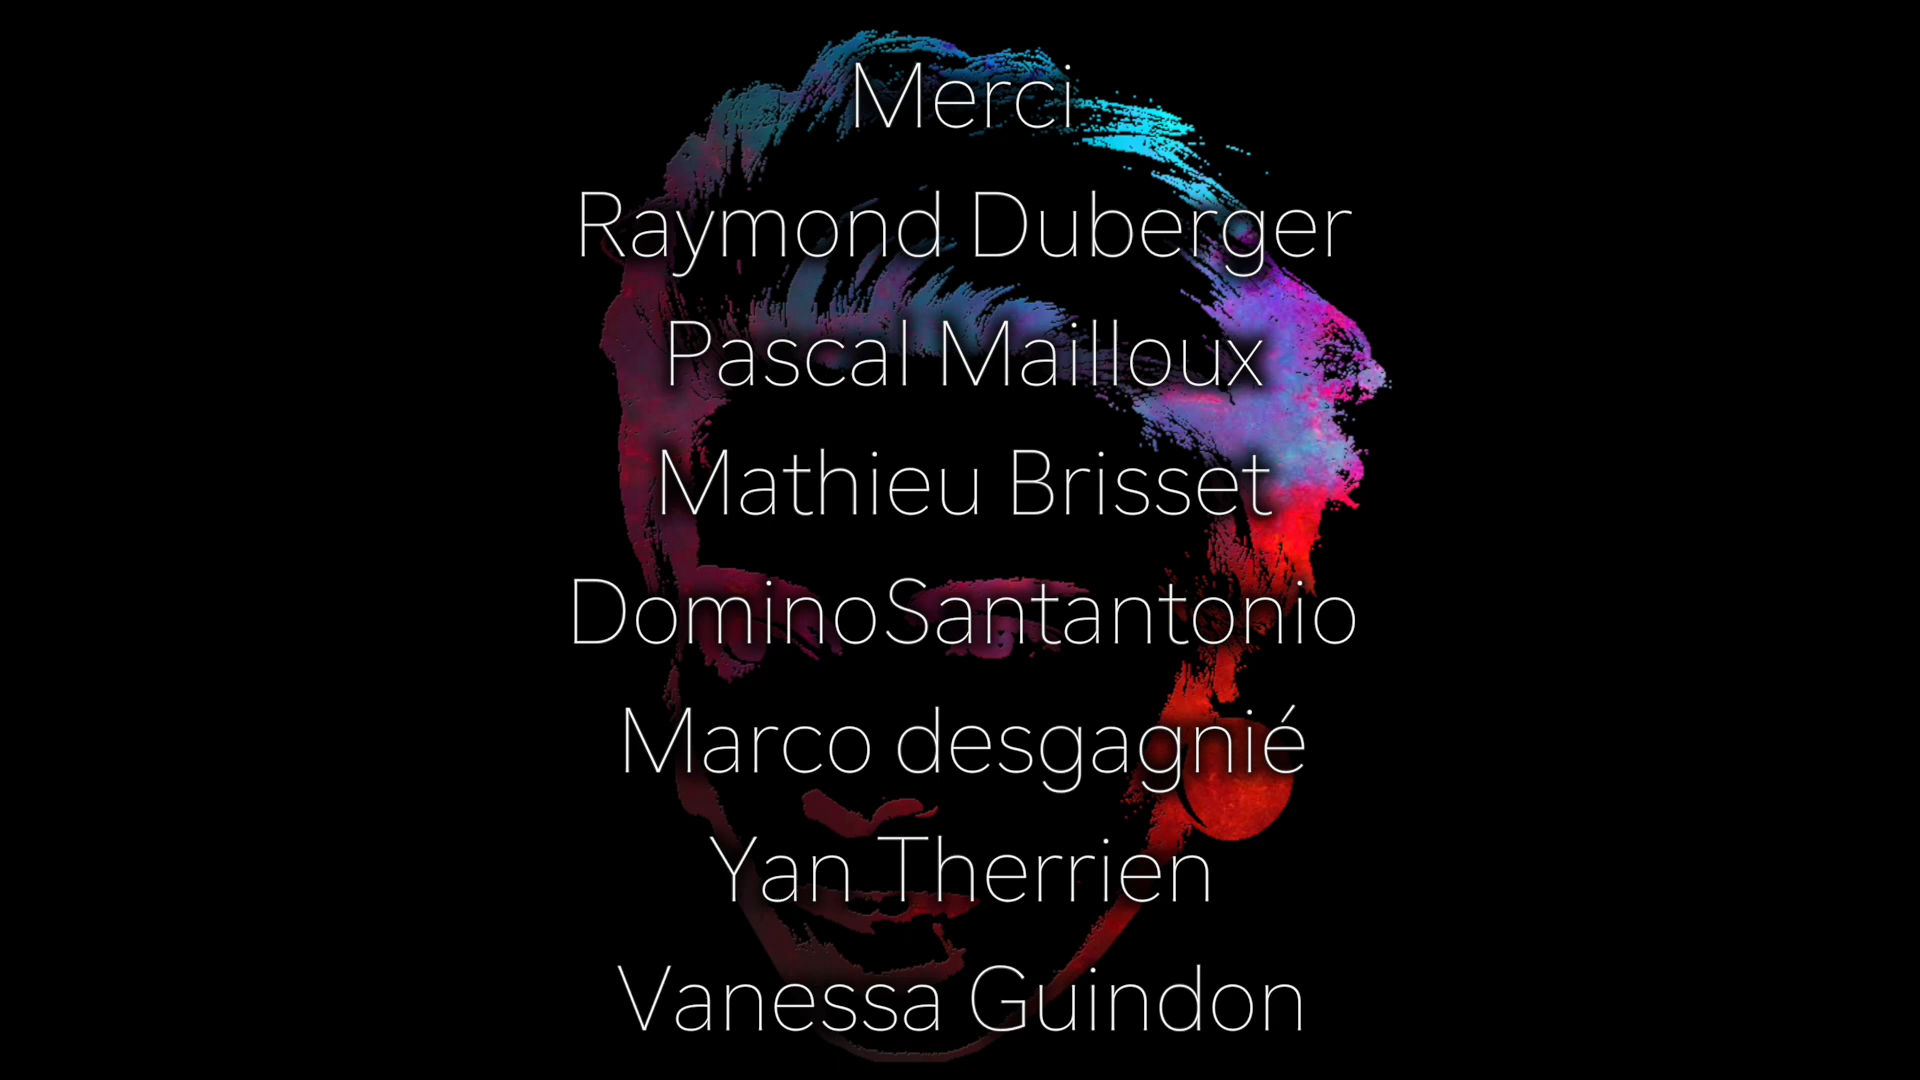 Merci
Raymond Duberger
Pascal Mailloux
Mathieu Brisset
DominoSantantonio
Marco desgagnié
Yan Therrien
Vanessa Guindon